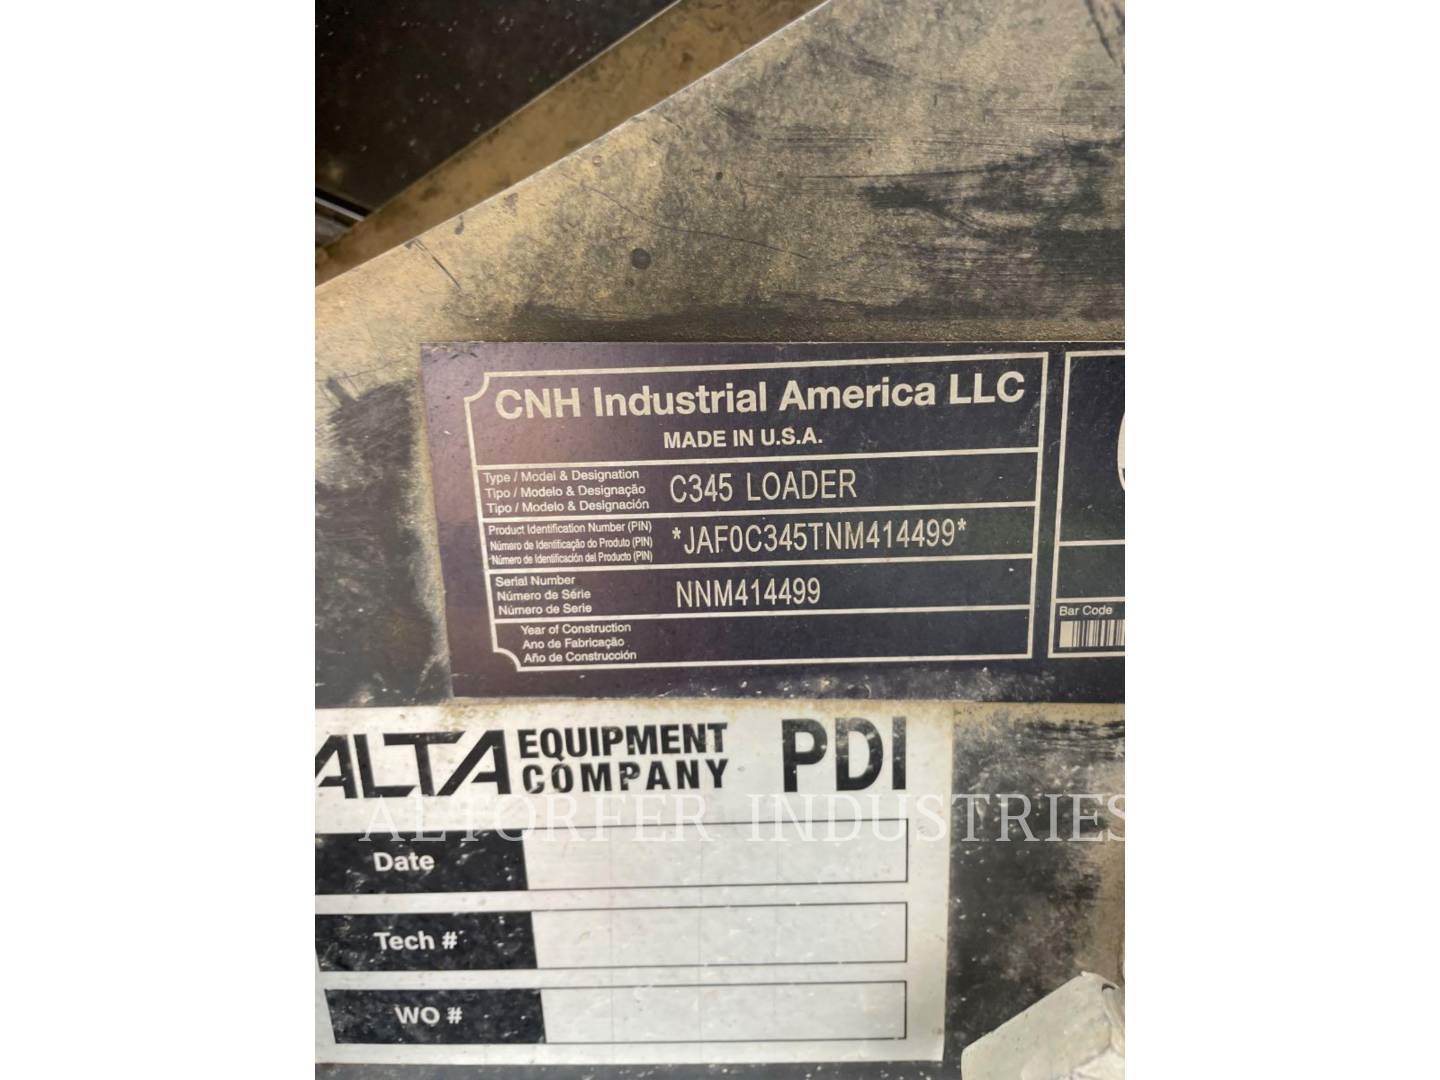 CNH Industrial America LLC
MADE IN U.S.A.
Type / Model & Designation
Tipo / Modelo & Designação
Tipo / Modelo & Designación
C345 LOADER
Product Identification Number (PIN)
Número de Identificação do Produto (PIN)
Número de Identificación del Producto (PIN)
*JAF0C345TNM414499*
Serial Number
Número de Série
Número de Serie
NNM414499
Year of Construction
Ano de Fabricação
Año de Construcción
Bar Code
ALTA EQUIPMENT COMPANY PDI
ALTORFER INDUSTRIES
Date
Tech #
WO #